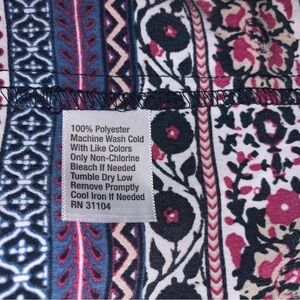 100% Polyester
Machine Wash Cold
With Like Colors
Only Non-Chlorine
Bleach If Needed
Tumble Dry Low
Remove Promptly
Cool Iron If Needed
RN 31104